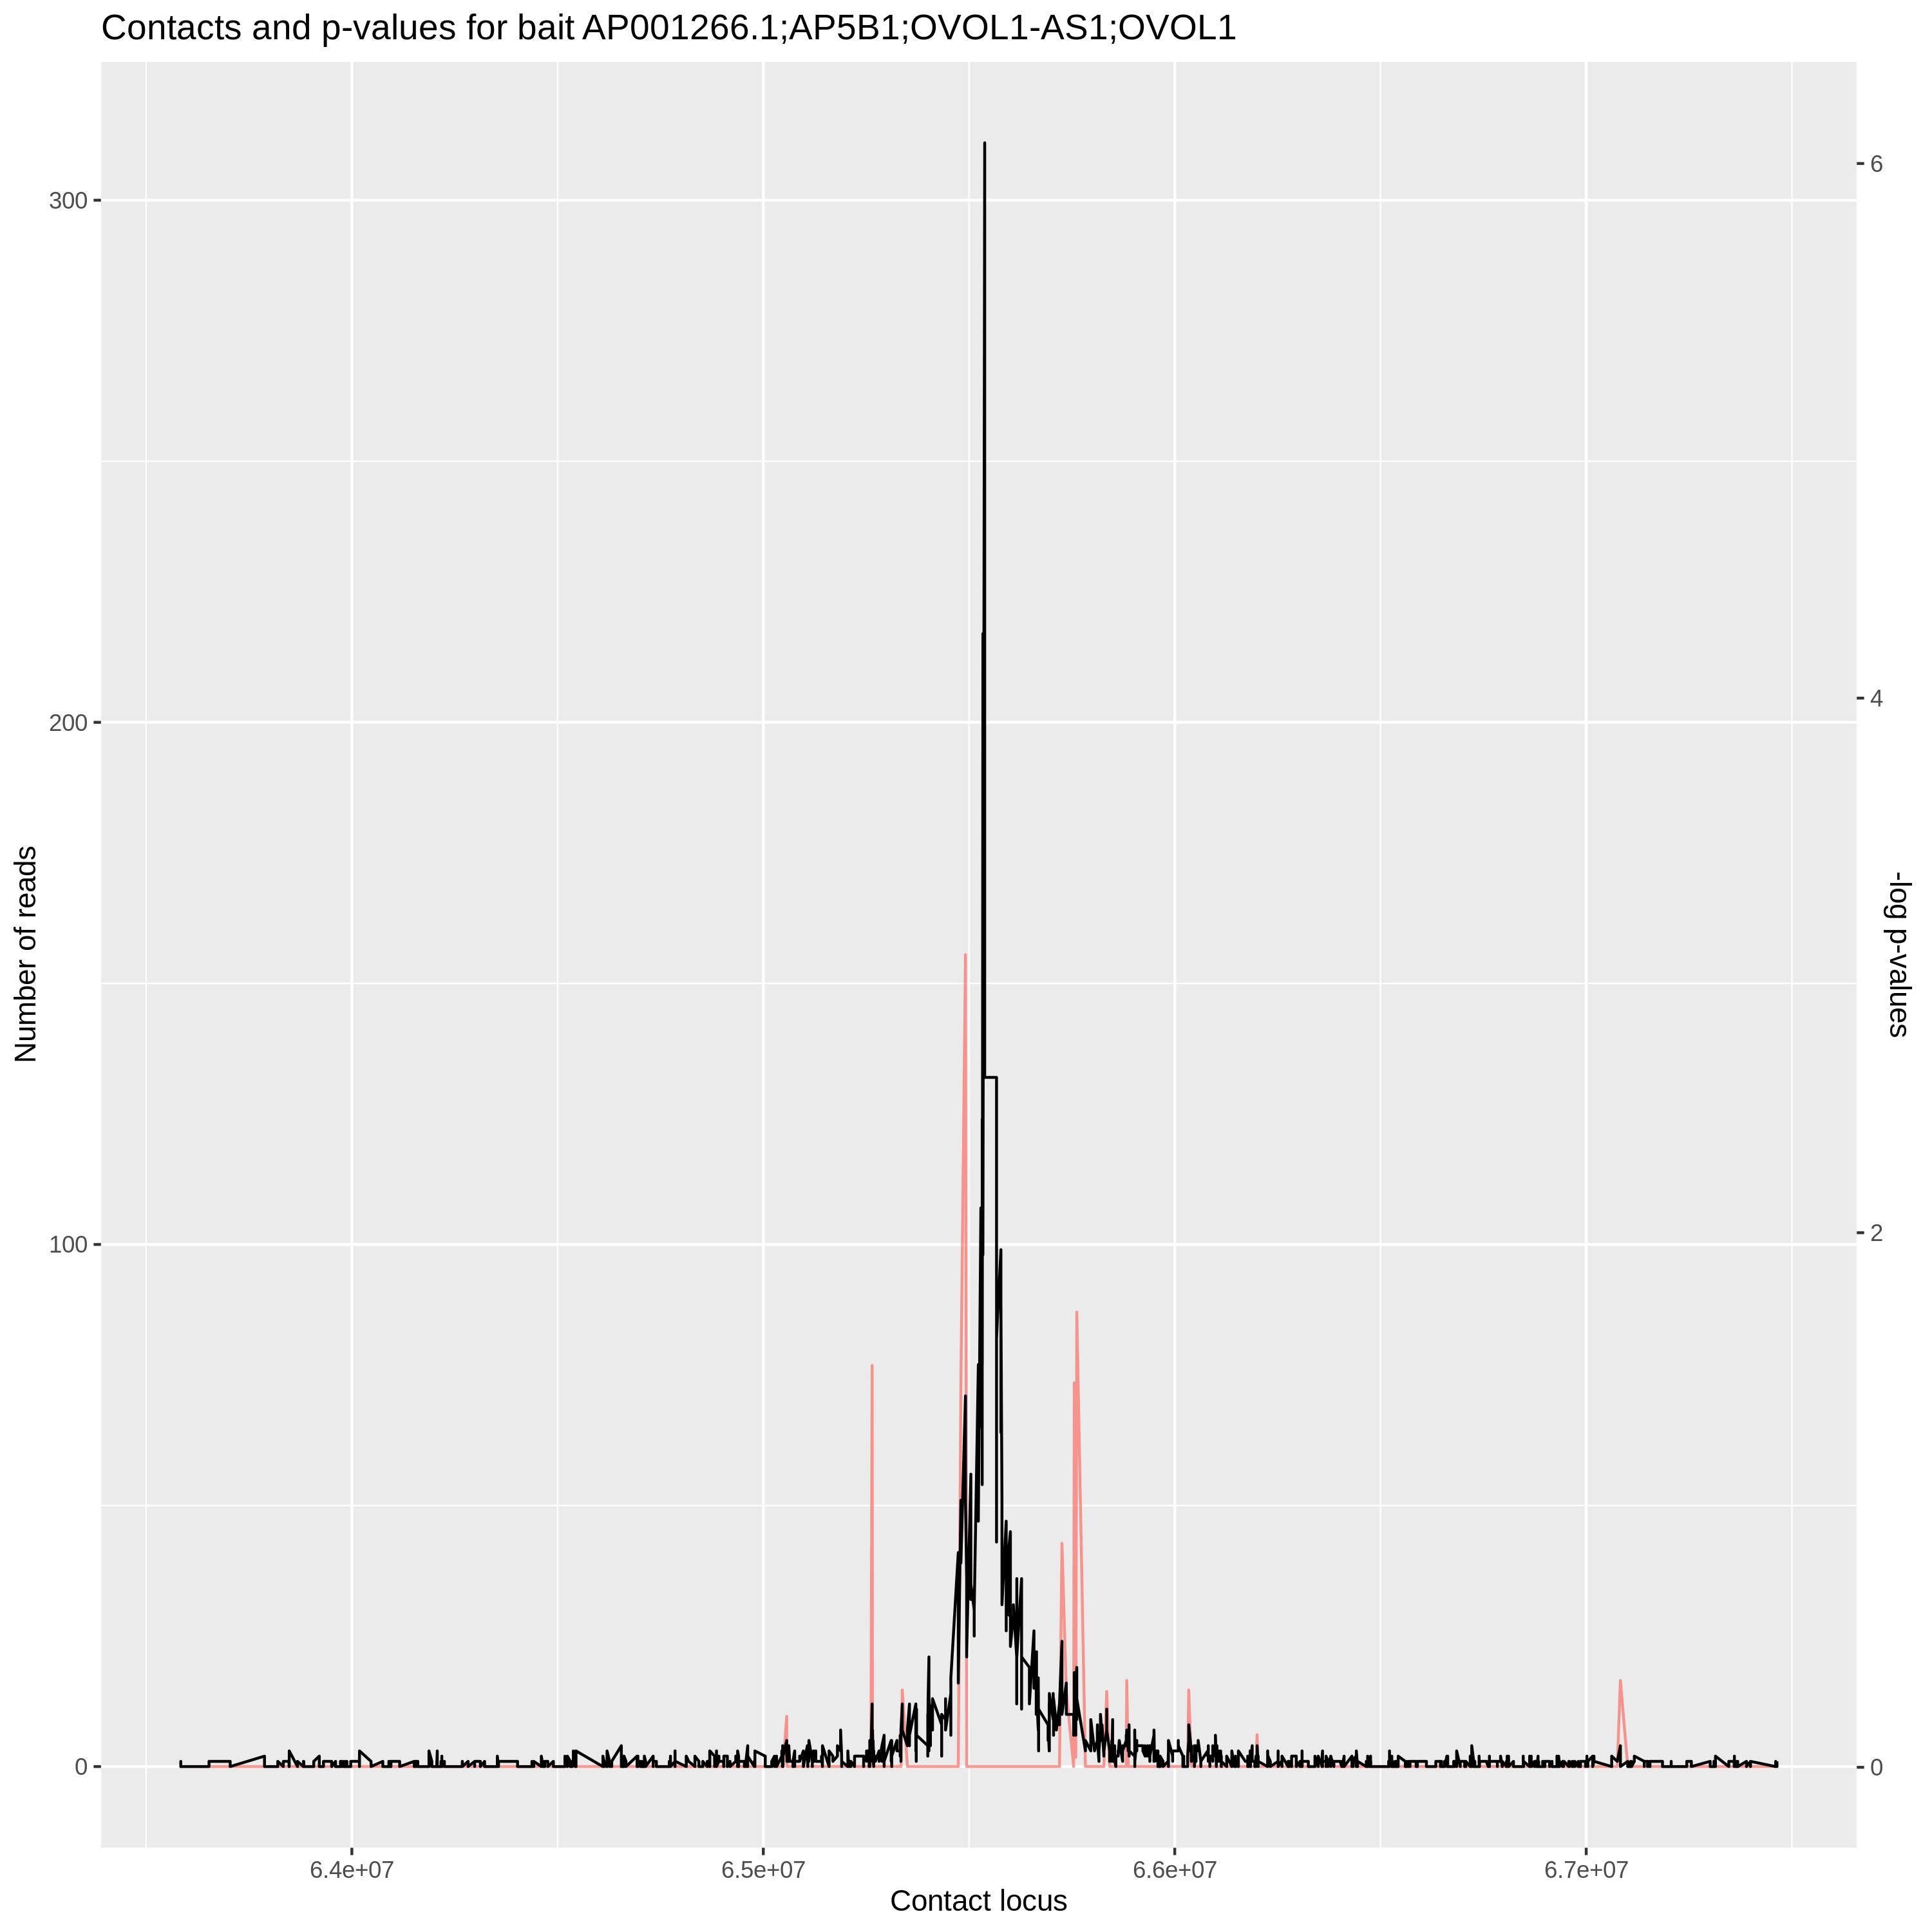 Contacts and p-values for bait AP001266.1;AP5B1;OVOL1-AS1;OVOL1
300
200
100
0
Number of reads
6
4
2
0
-log p-values
6.4e+07 6.5e+07 6.6e+07 6.7e+07
Contact locus